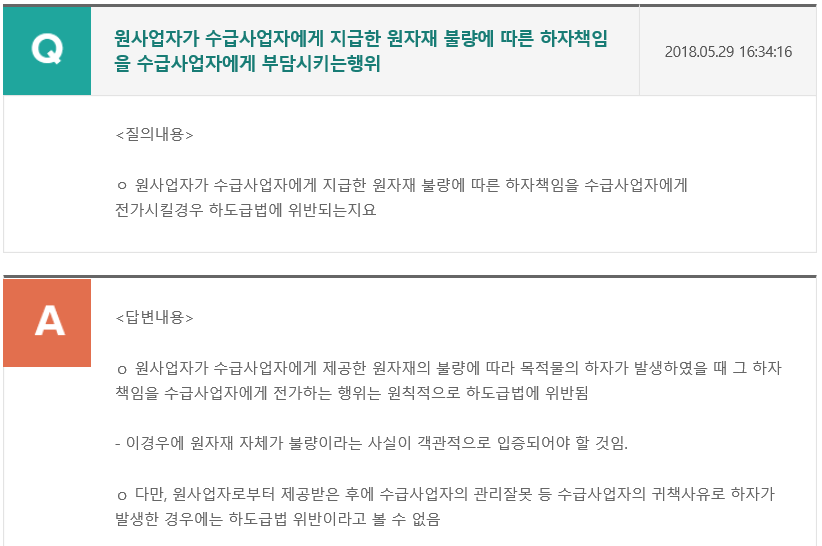 Q
원사업자가 수급사업자에게 지급한 원자재 불량에 따른 하자책임
을 수급사업자에게 부담시키는행위
2018.05.29 16:34:16
<질의내용>
ㅇ 원사업자가 수급사업자에게 지급한 원자재 불량에 따른 하자책임을 수급사업자에게
전가시킬경우 하도급법에 위반되는지요
A
<답변내용>
ㅇ 원사업자가 수급사업자에게 제공한 원자재의 불량에 따라 목적물의 하자가 발생하였을 때 그 하자
책임을 수급사업자에게 전가하는 행위는 원칙적으로 하도급법에 위반됨
- 이경우에 원자재 자체가 불량이라는 사실이 객관적으로 입증되어야 할 것임.
ㅇ 다만, 원사업자로부터 제공받은 후에 수급사업자의 관리잘못 등 수급사업자의 귀책사유로 하자가
발생한 경우에는 하도급법 위반이라고 볼 수 없음